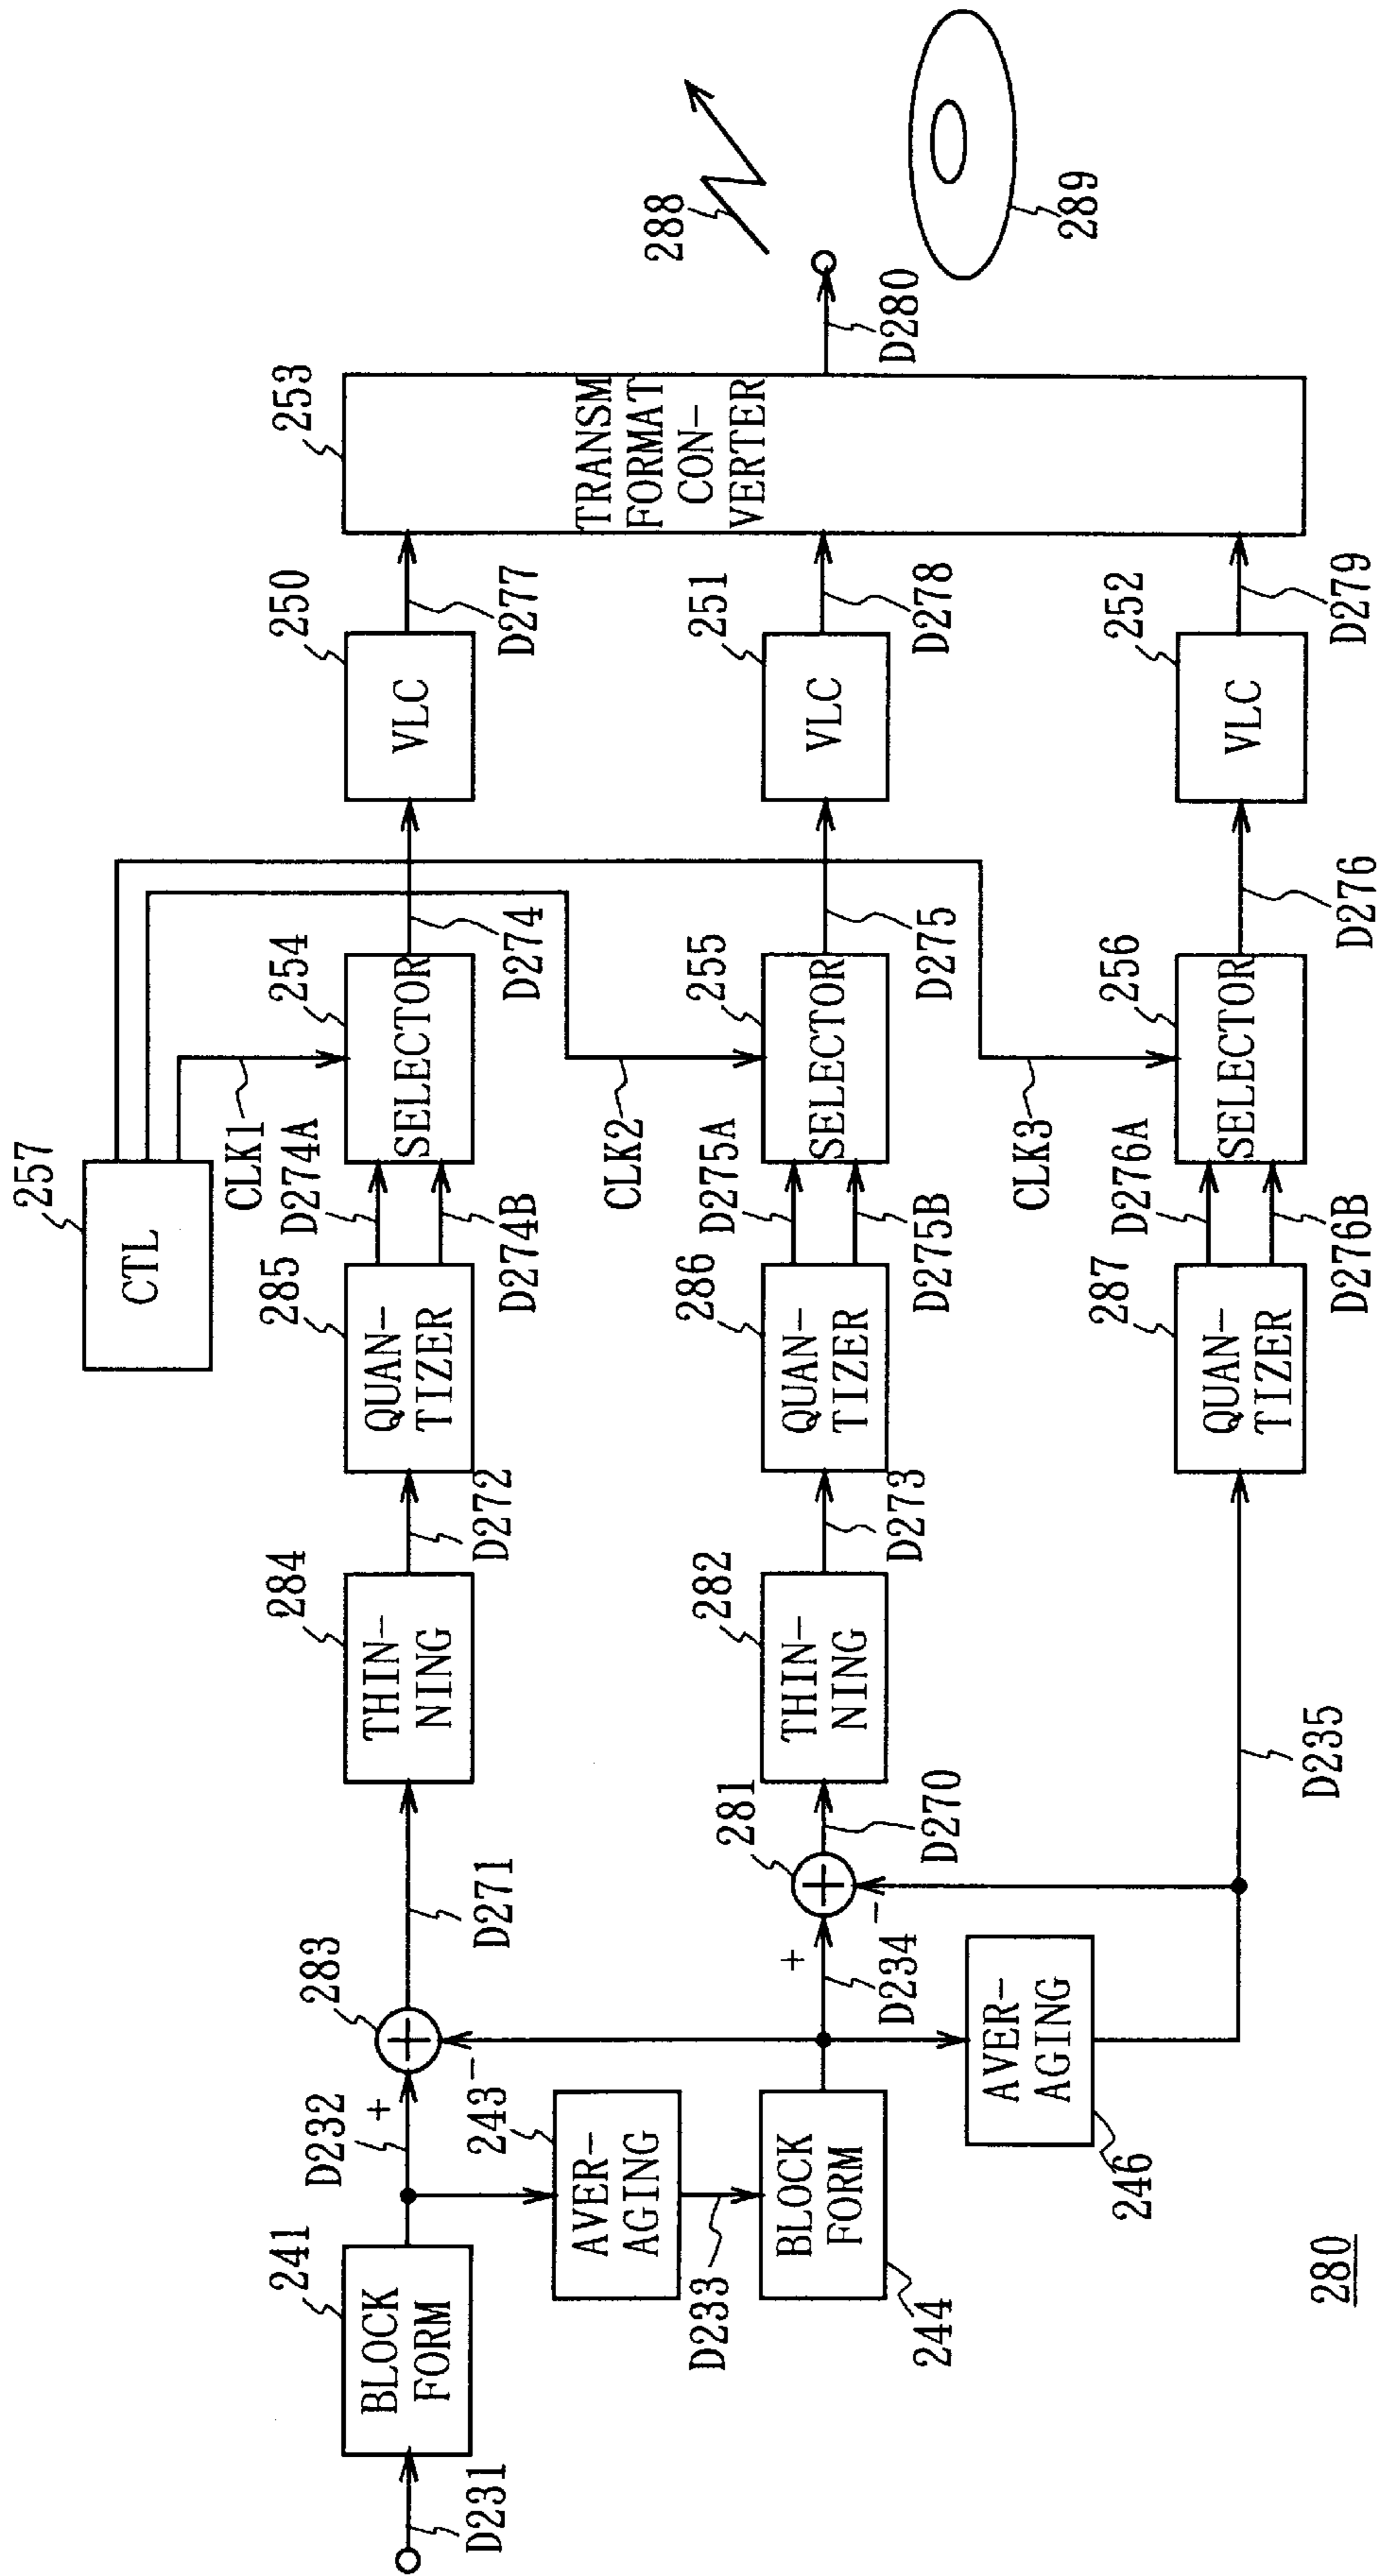 257
CTL
CLK1
CLK2
CLK3
D231
241
BLOCK
FORM
D232
+
-
283
D271
284
THIN-
NING
D272
285
QUAN-
TIZER
D274A
D274B
254
SELECTOR
D274
250
VLC
D277
253
TRANSM
FORMAT
CON-
VERTER
D280
288
289
243
AVER-
AGING
D233
BLOCK
FORM
244
D234
+
-
281
D270
282
THIN-
NING
D273
286
QUAN-
TIZER
D275A
D275B
255
SELECTOR
D275
251
VLC
D278
AVER-
AGING
246
D235
287
QUAN-
TIZER
D276A
D276B
256
SELECTOR
D276
252
VLC
D279
280